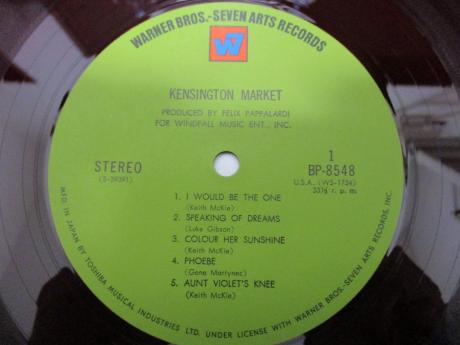 WARNER BROS.-SEVEN ARTS RECORDS
W7
KENSINGTON MARKET
PRODUCED BY FELIX PAPPALARDI
FOR WINDFALL MUSIC ENT., INC.
STEREO
(S-39391)
1
BP-8548
U.S.A. (WS-1754)
33⅓ r. p. m.
1. I WOULD BE THE ONE
(Keith McKie)
2. SPEAKING OF DREAMS
(Luke Gibson)
3. COLOUR HER SUNSHINE
(Keith McKie)
4. PHOEBE
(Gene Martynec)
5. AUNT VIOLET'S KNEE
(Keith McKie)
MFD. IN JAPAN BY TOSHIBA MUSICAL INDUSTRIES LTD. UNDER LICENSE WITH WARNER BROS.-SEVEN ARTS RECORDS, INC.